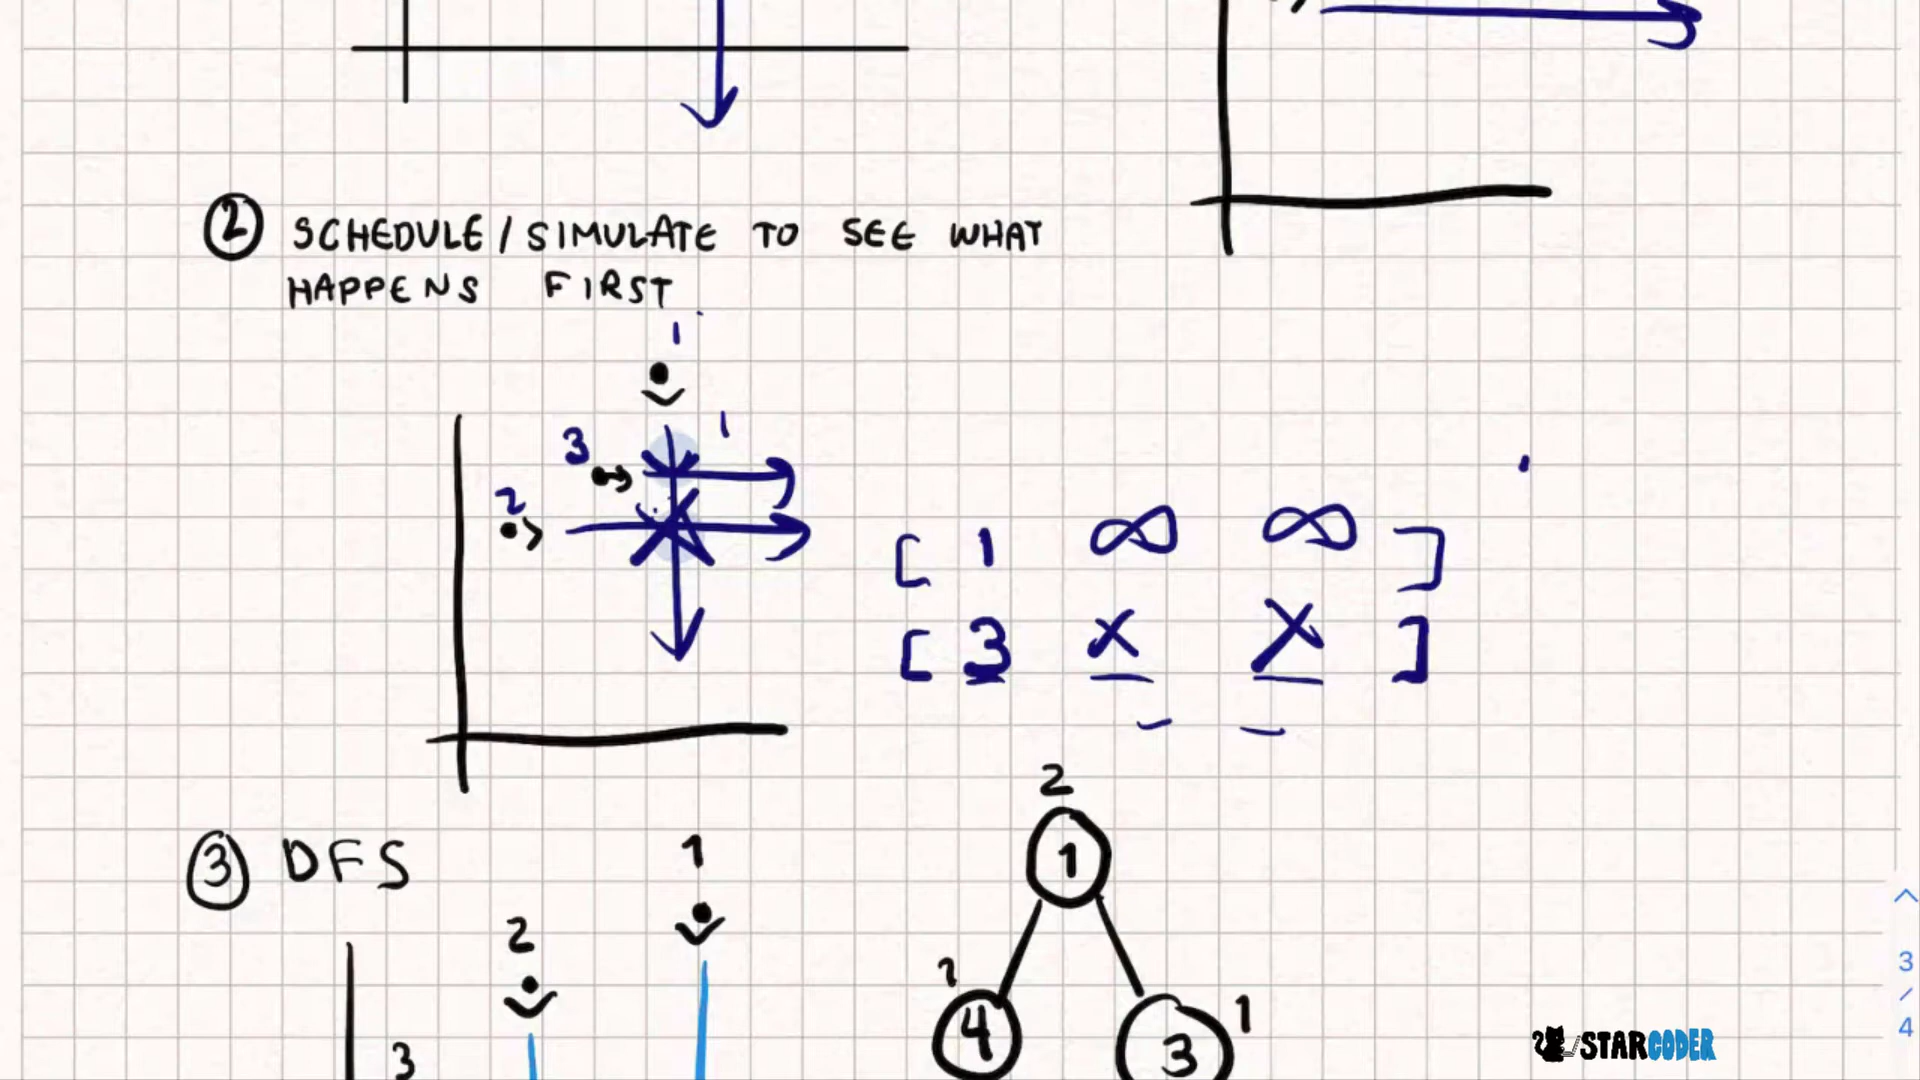 ② SCHEDULE / SIMULATE TO SEE WHAT
HAPPENS FIRST
1
1
3
2
[ 1 ∞ ∞ ]
[ 3 X X ]
2
1
③ DFS
1
2
3
4
3
1
3
/
4
STARCODER